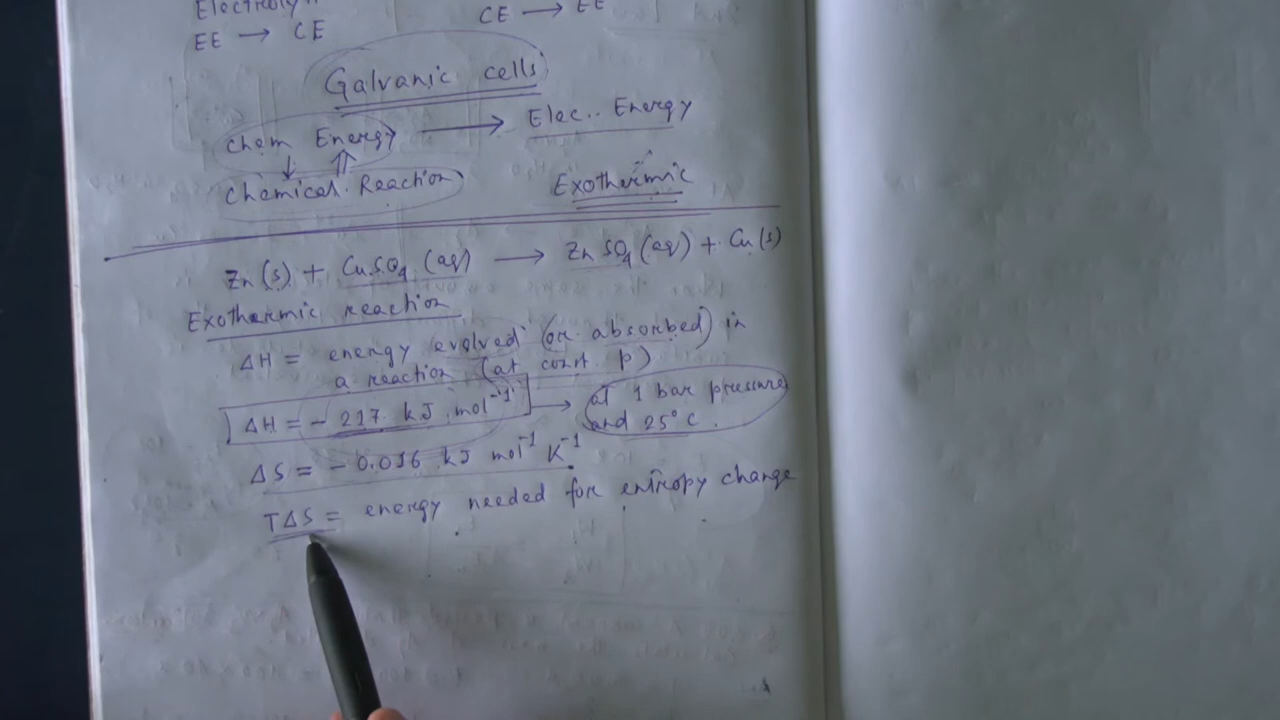 CE → EE
EE → CE
Galvanic cells
Chem Energy → Elec.. Energy
Chemical Reaction Exothermic
Zn(s) + CuSO4 (aq) → ZnSO4 (aq) + Cu(s)
Exothermic reaction
ΔH = energy evolved (or absorbed) in
a reaction (at const. p)
ΔH = - 217 kJ mol⁻¹ → at 1 bar pressure
and 25°C.
ΔS = - 0.016 kJ mol⁻¹ K⁻¹
TΔS = energy needed for entropy change